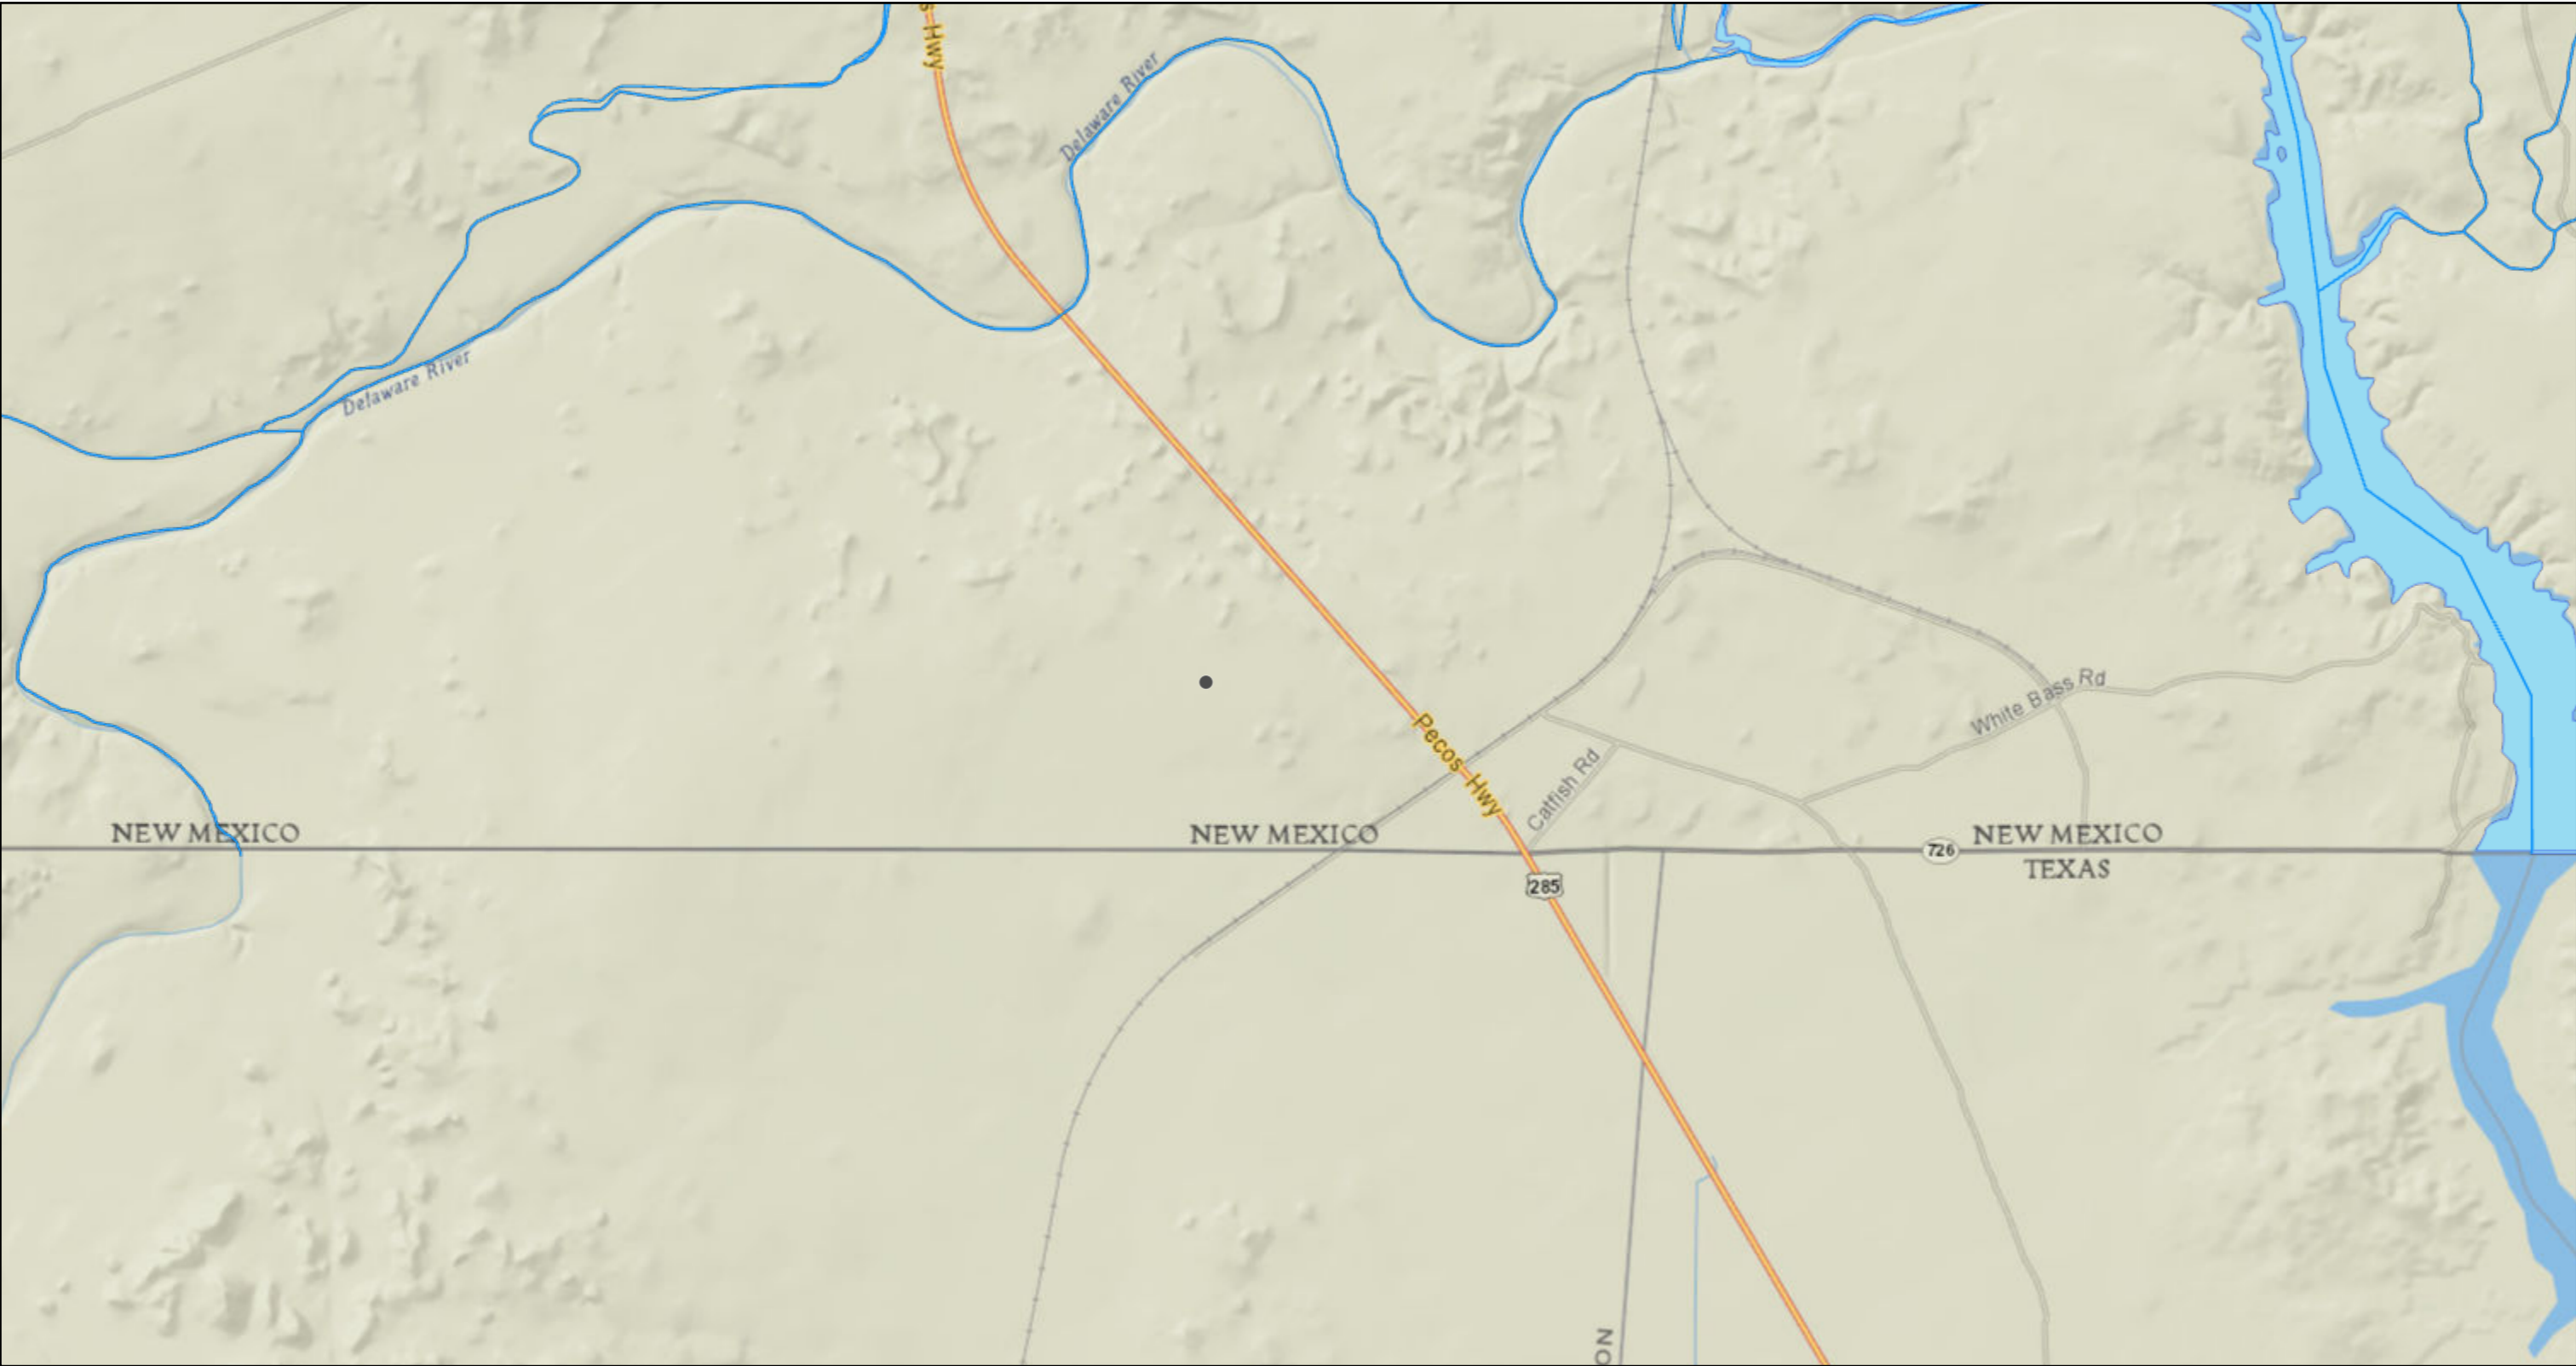 s Hwy
Delaware River
Delaware River
White Bass Rd
Pecos Hwy
Catfish Rd
NEW MEXICO
NEW MEXICO
NEW MEXICO
726
TEXAS
285
ON